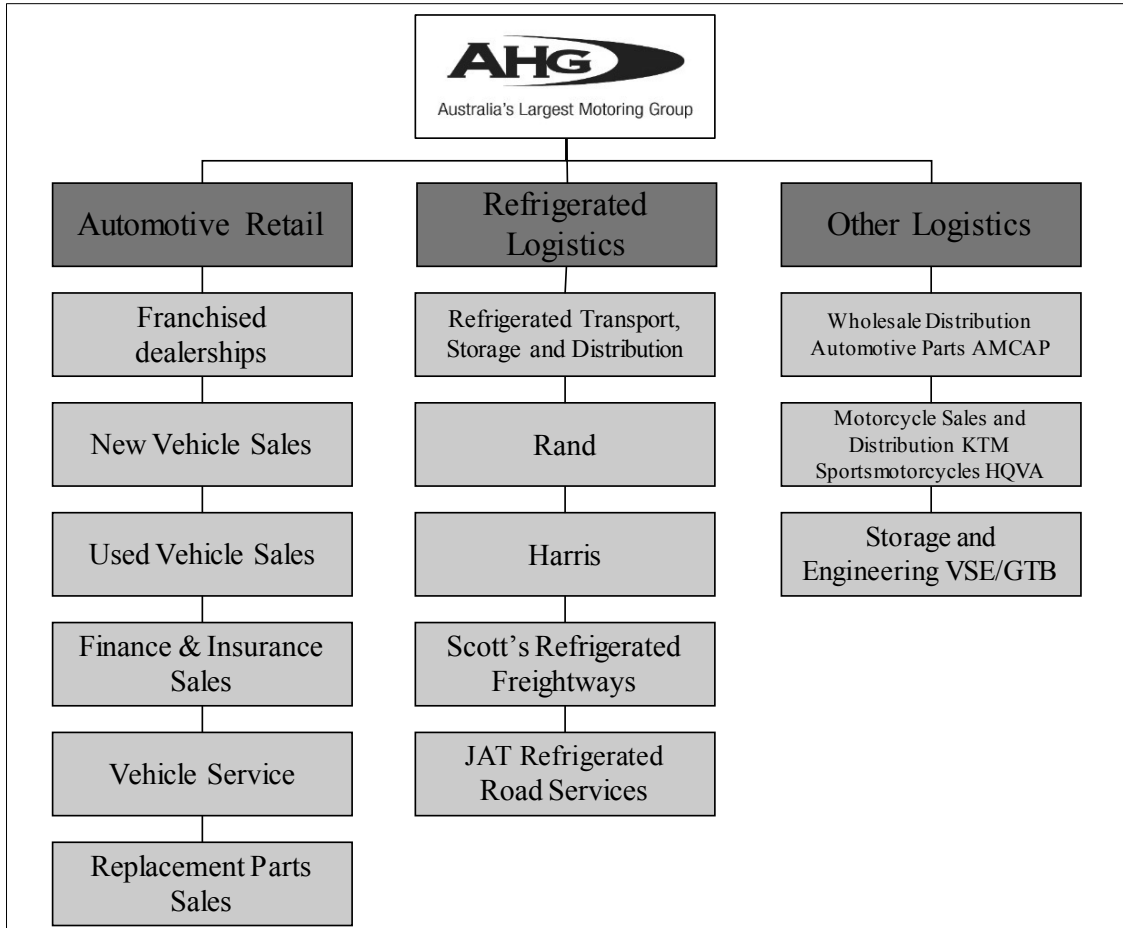 AHG
Australia's Largest Motoring Group
Automotive Retail
Franchised
dealerships
New Vehicle Sales
Used Vehicle Sales
Finance & Insurance
Sales
Vehicle Service
Replacement Parts
Sales
Refrigerated
Logistics
Refrigerated Transport,
Storage and Distribution
Rand
Harris
Scott's Refrigerated
Freightways
JAT Refrigerated
Road Services
Other Logistics
Wholesale Distribution
Automotive Parts AMCAP
Motorcycle Sales and
Distribution KTM
Sportsmotorcycles HQVA
Storage and
Engineering VSE/GTB